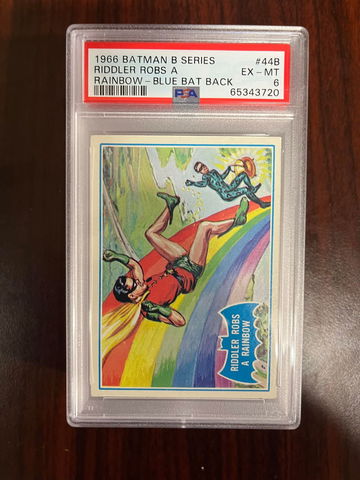 1966 BATMAN B SERIES #44B
RIDDLER ROBS A EX-MT
RAINBOW-BLUE BAT BACK 6
PSA 65343720
RIDDLER ROBS
A RAINBOW